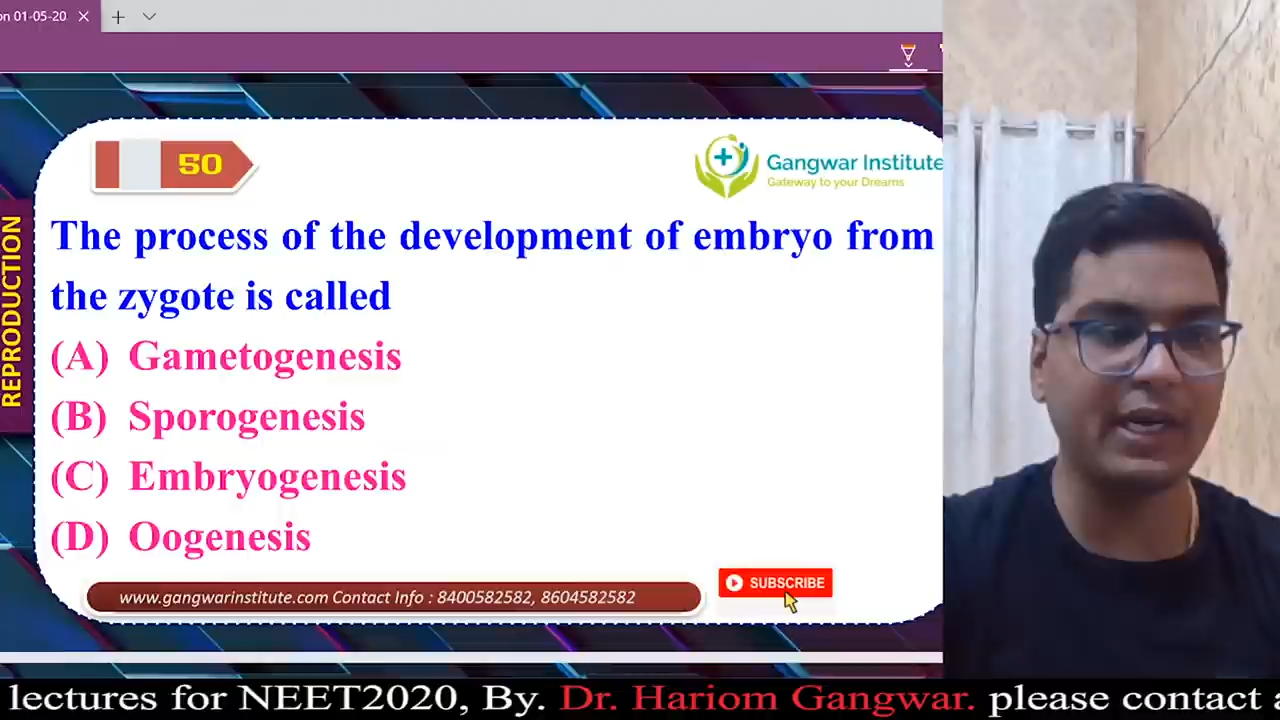 on 01-05-20
50
Gangwar Institute
Gateway to your Dreams
REPRODUCTION
The process of the development of embryo from
the zygote is called
(A) Gametogenesis
(B) Sporogenesis
(C) Embryogenesis
(D) Oogenesis
www.gangwarinstitute.com Contact Info : 8400582582, 8604582582
SUBSCRIBE
lectures for NEET2020, By. Dr. Hariom Gangwar. please contact a